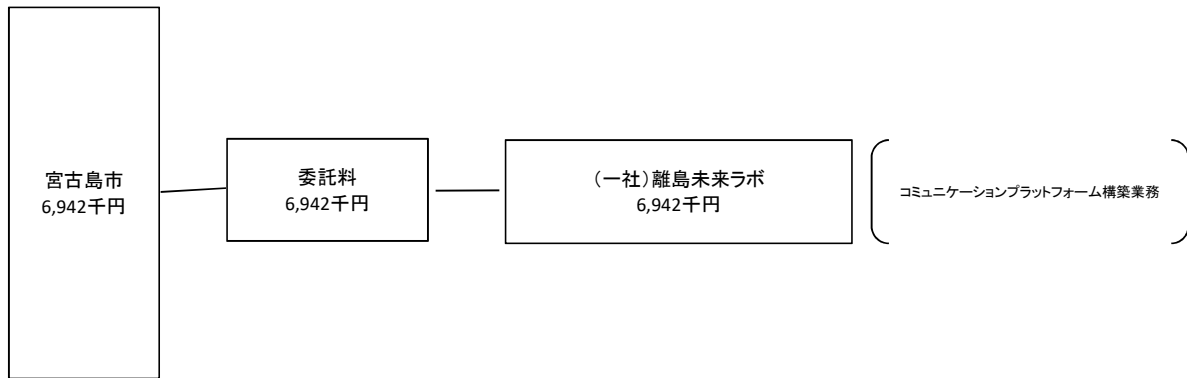 宮古島市
6,942千円
委託料
6,942千円
（一社）離島未来ラボ
6,942千円
コミュニケーションプラットフォーム構築業務